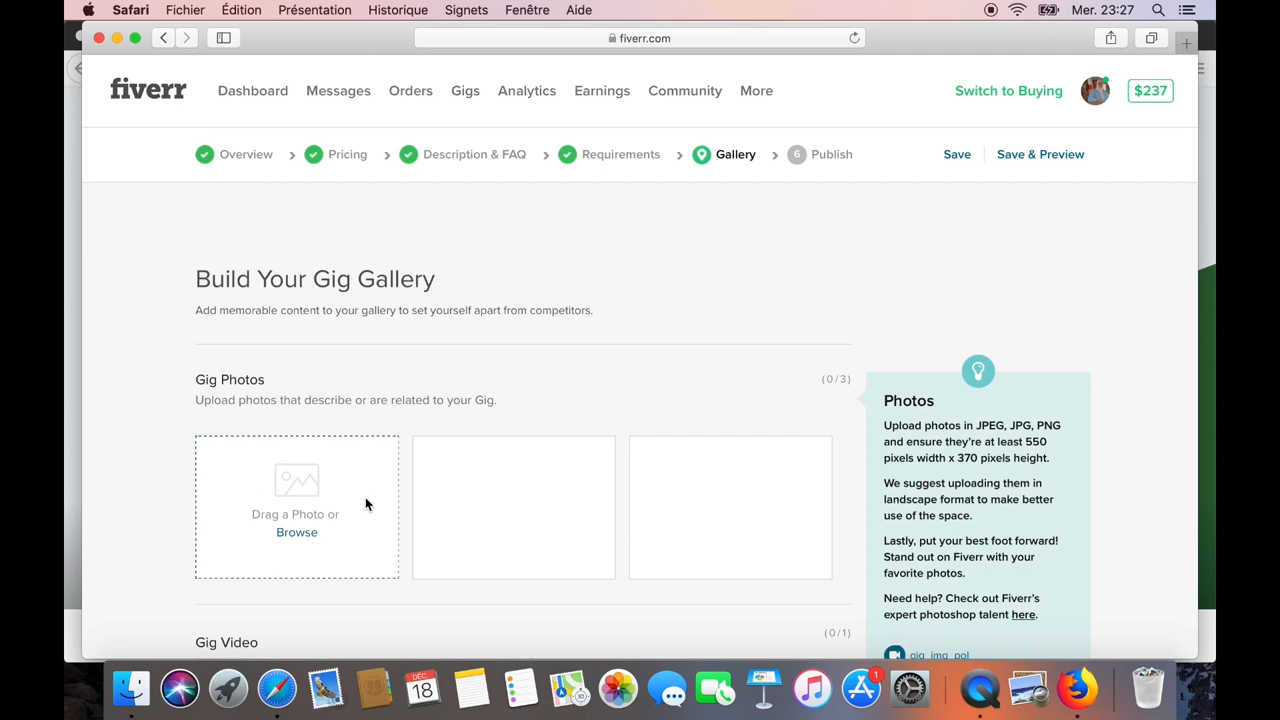 Safari Fichier Édition Présentation Historique Signets Fenêtre Aide Mer. 23:27
fiverr.com
fiverr Dashboard Messages Orders Gigs Analytics Earnings Community More Switch to Buying $237
Overview Pricing Description & FAQ Requirements Gallery 6 Publish Save Save & Preview
Build Your Gig Gallery
Add memorable content to your gallery to set yourself apart from competitors.
Gig Photos (0/3)
Upload photos that describe or are related to your Gig.
Drag a Photo or
Browse
Photos
Upload photos in JPEG, JPG, PNG
and ensure they're at least 550
pixels width x 370 pixels height.
We suggest uploading them in
landscape format to make better
use of the space.
Lastly, put your best foot forward!
Stand out on Fiverr with your
favorite photos.
Need help? Check out Fiverr's
expert photoshop talent here.
gig_img_pol
Gig Video (0/1)
DÉC
18
1